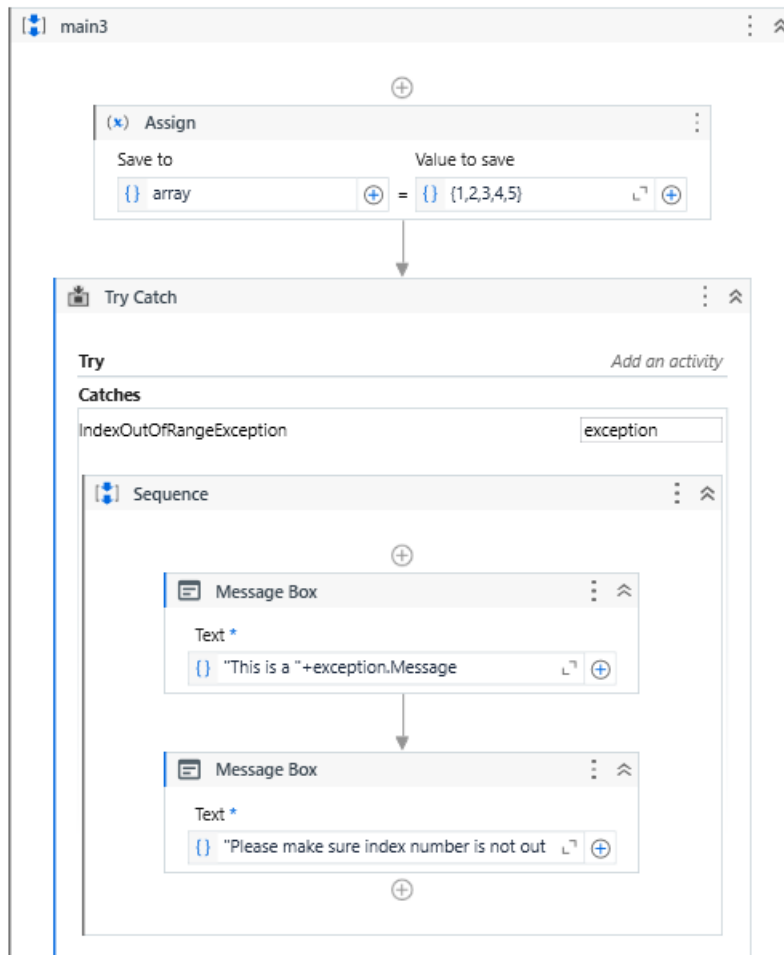 main3
Assign
Save to Value to save
{} array = {} {1,2,3,4,5}
Try Catch
Try Add an activity
Catches
IndexOutOfRangeException exception
Sequence
Message Box
Text *
{} "This is a "+exception.Message
Message Box
Text *
{} "Please make sure index number is not out